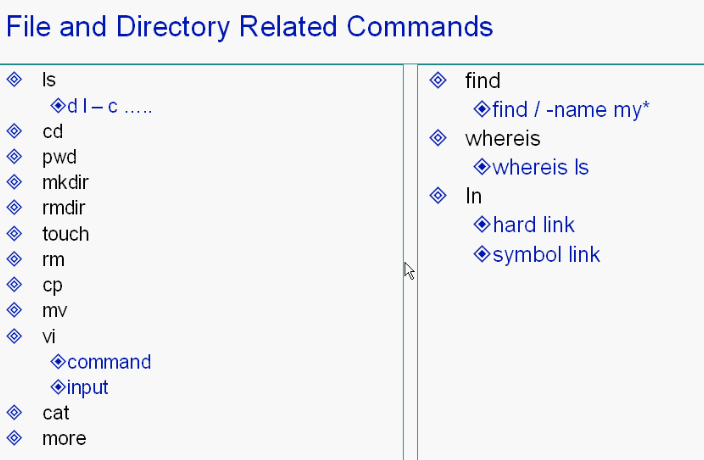 File and Directory Related Commands
ls
d l – c …..
cd
pwd
mkdir
rmdir
touch
rm
cp
mv
vi
command
input
cat
more
find
find / -name my*
whereis
whereis ls
ln
hard link
symbol link